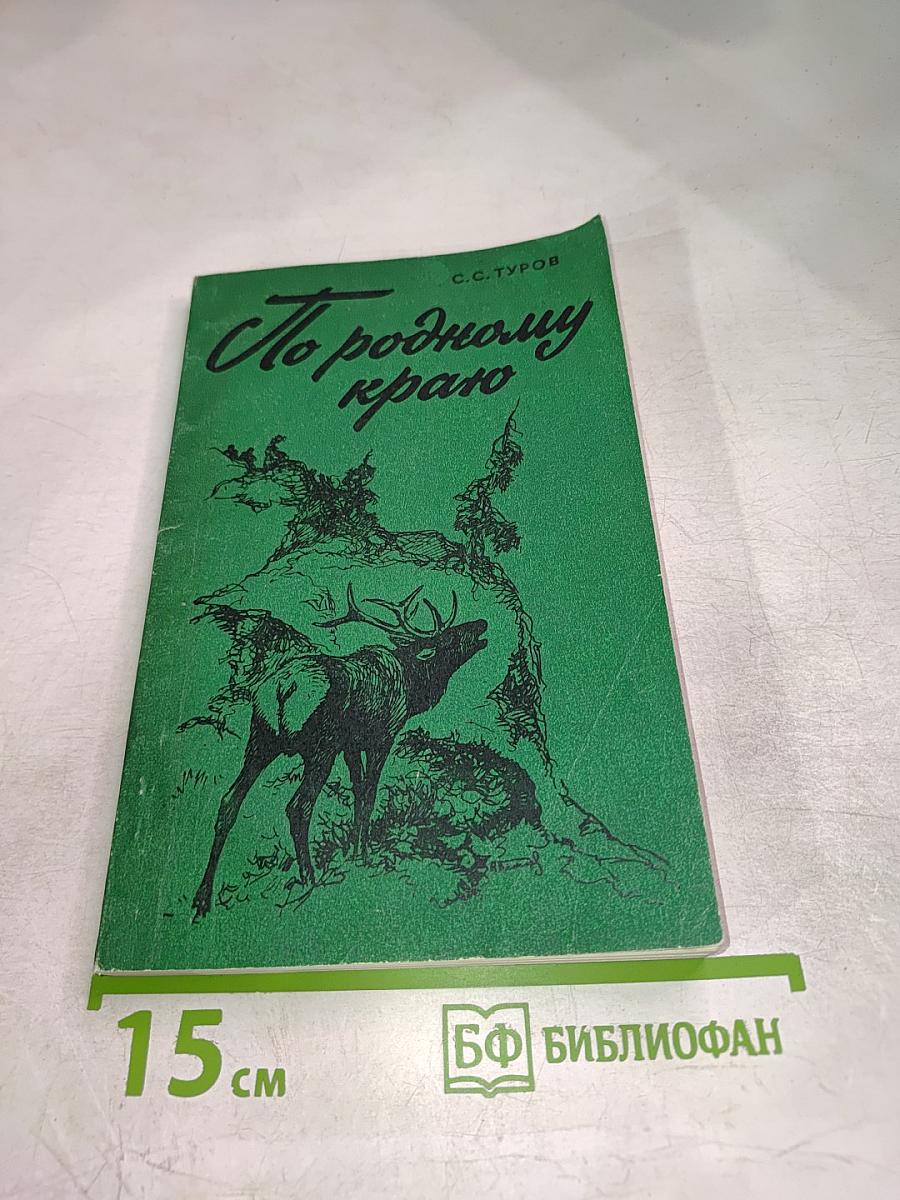 С. С. ТУРОВ
По родному
краю
15 см
БФ БИБЛИОФАН